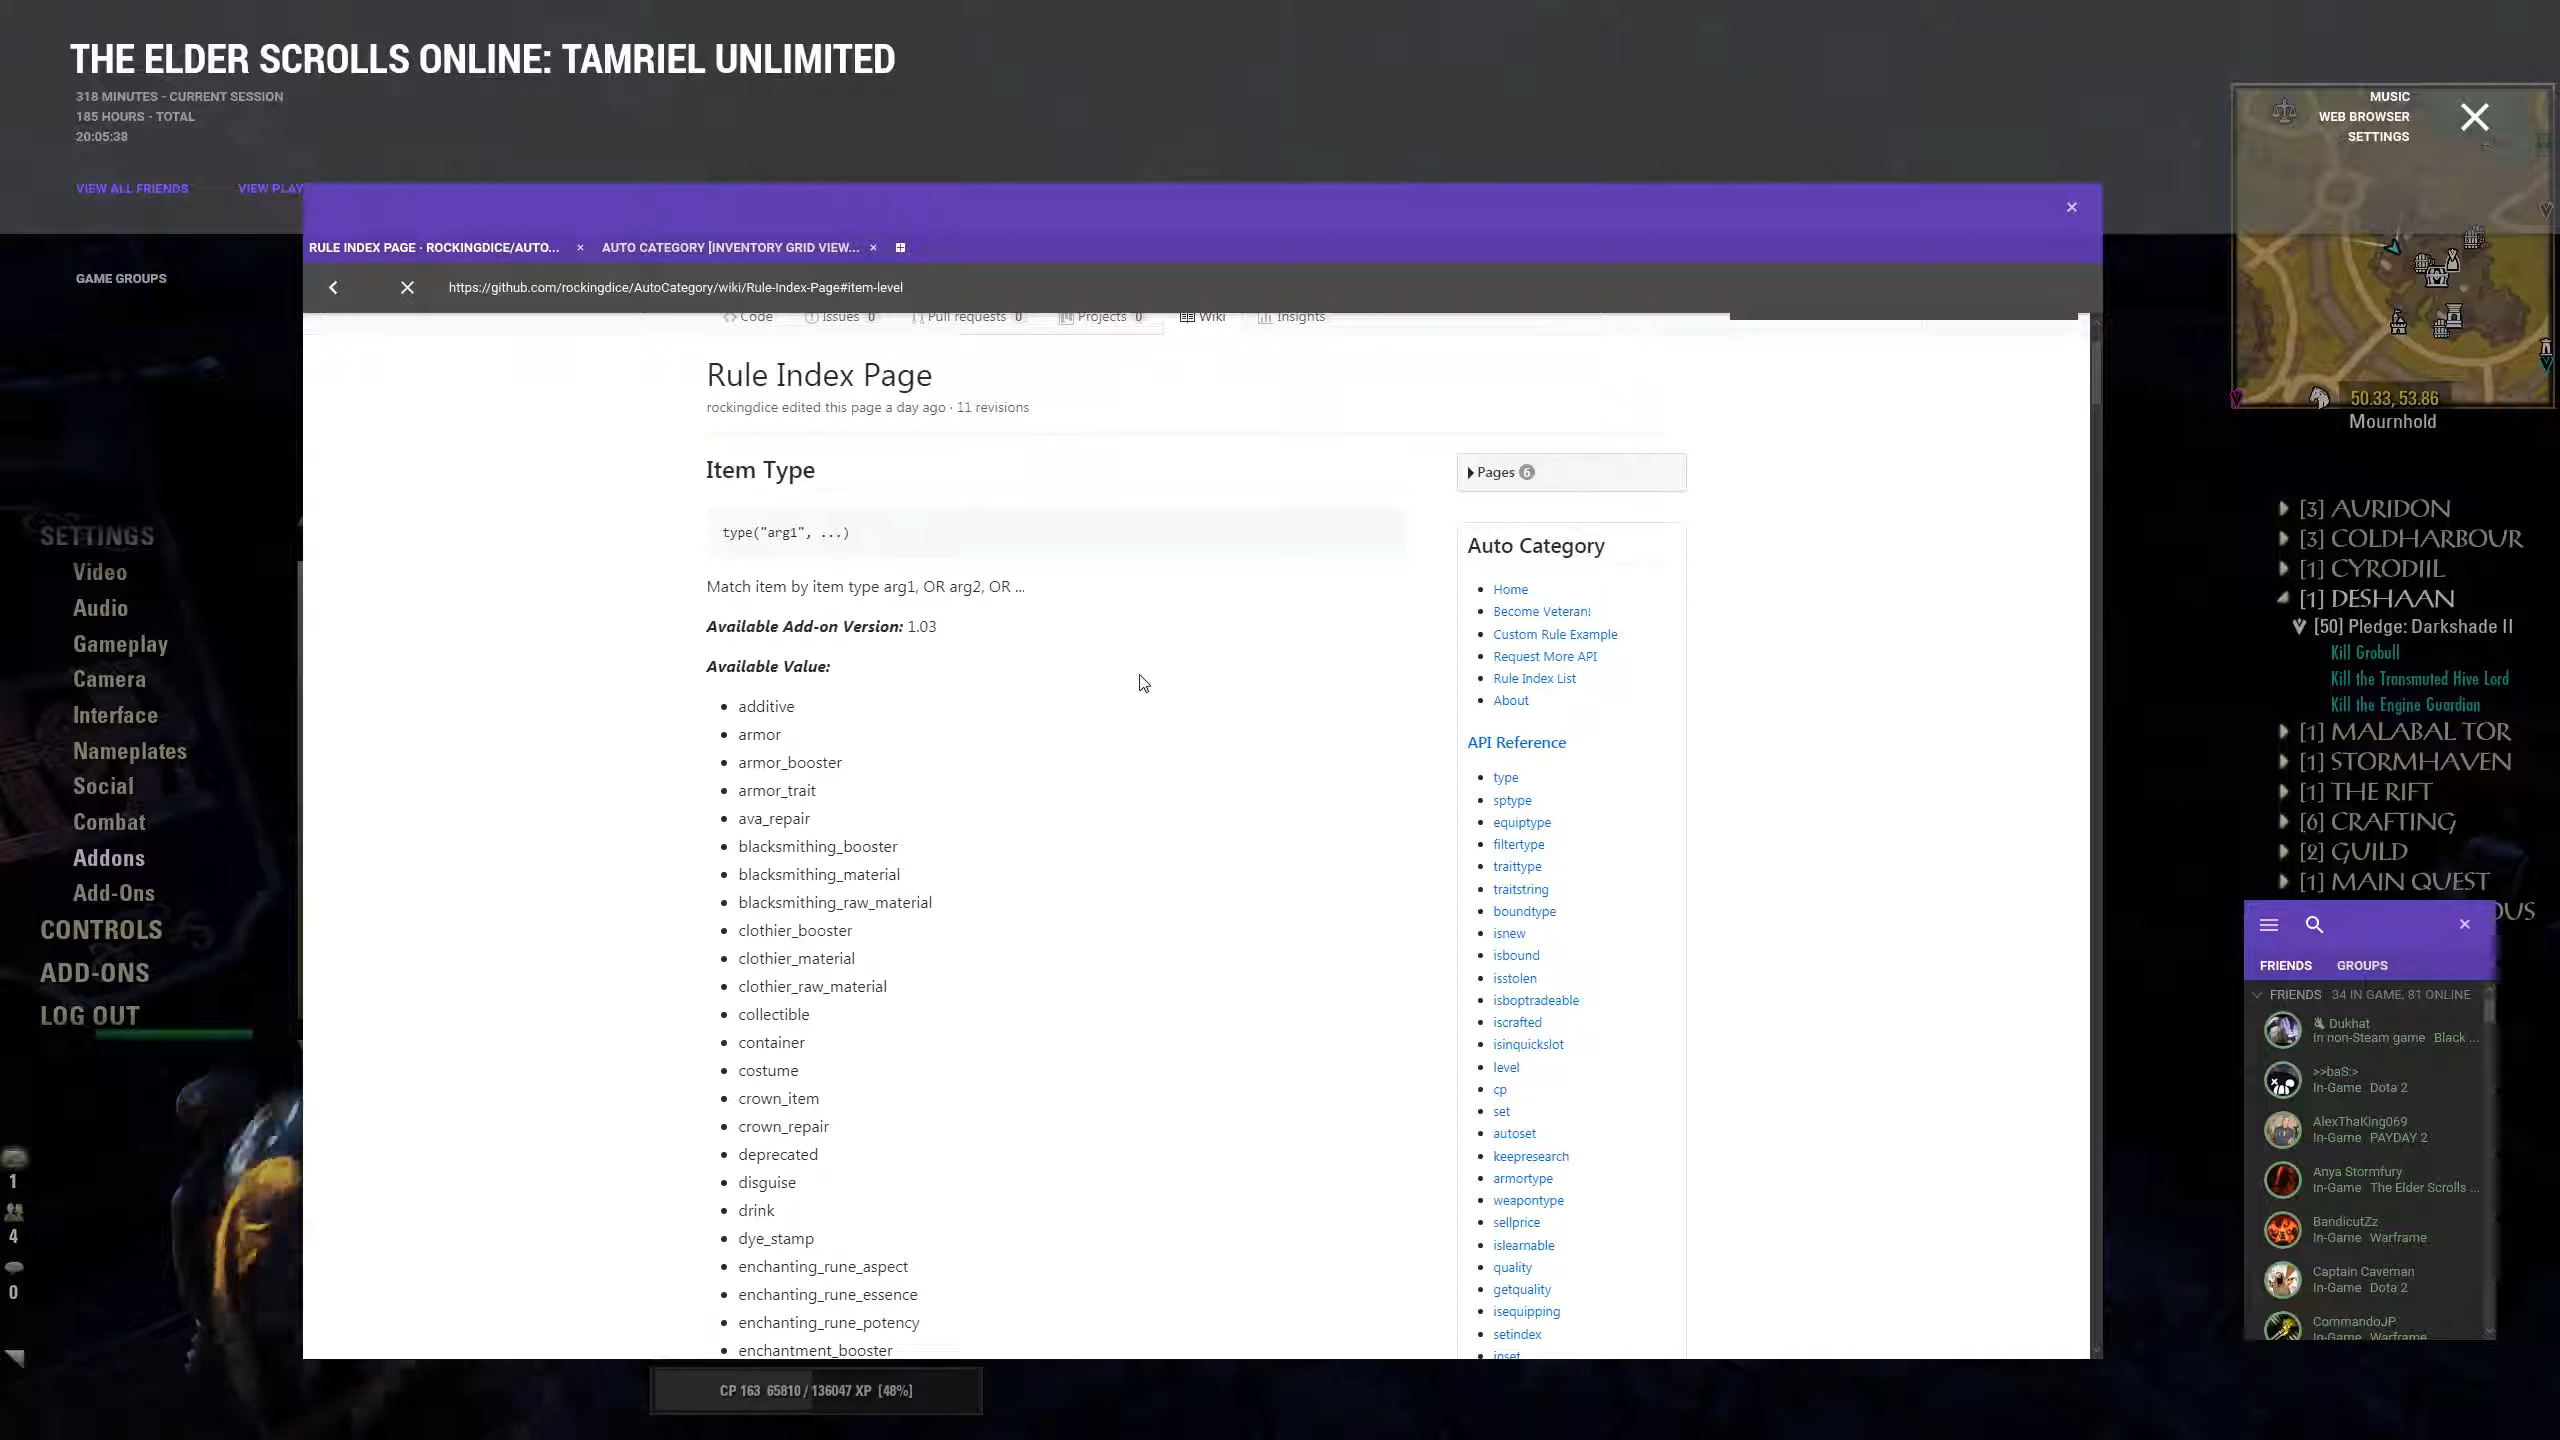 THE ELDER SCROLLS ONLINE: TAMRIEL UNLIMITED
318 MINUTES - CURRENT SESSION
185 HOURS - TOTAL
20:05:38
VIEW ALL FRIENDS
VIEW PLAY
GAME GROUPS
MUSIC
WEB BROWSER
SETTINGS
RULE INDEX PAGE · ROCKINGDICE/AUTO...
AUTO CATEGORY [INVENTORY GRID VIEW...
https://github.com/rockingdice/AutoCategory/wiki/Rule-Index-Page#item-level
Code
Issues 0
Pull requests 0
Projects 0
Wiki
Insights
Rule Index Page
rockingdice edited this page a day ago · 11 revisions
Item Type
type("arg1", ...)
Match item by item type arg1, OR arg2, OR ...
Available Add-on Version: 1.03
Available Value:
additive
armor
armor_booster
armor_trait
ava_repair
blacksmithing_booster
blacksmithing_material
blacksmithing_raw_material
clothier_booster
clothier_material
clothier_raw_material
collectible
container
costume
crown_item
crown_repair
deprecated
disguise
drink
dye_stamp
enchanting_rune_aspect
enchanting_rune_essence
enchanting_rune_potency
enchantment_booster
Pages 6
Auto Category
Home
Become Veteran!
Custom Rule Example
Request More API
Rule Index List
About
API Reference
type
sptype
equiptype
filtertype
traittype
traitstring
boundtype
isnew
isbound
isstolen
isboptradeable
iscrafted
isinquickslot
level
cp
set
autoset
keepresearch
armortype
weapontype
sellprice
islearnable
quality
getquality
isequipping
setindex
inset
SETTINGS
Video
Audio
Gameplay
Camera
Interface
Nameplates
Social
Combat
Addons
Add-Ons
CONTROLS
ADD-ONS
LOG OUT
1
4
0
CP 163 65810 / 136047 XP [48%]
50.33, 53.86
Mournhold
[3] AURIDON
[3] COLDHARBOUR
[1] CYRODIIL
[1] DESHAAN
[50] Pledge: Darkshade II
Kill Grobull
Kill the Transmuted Hive Lord
Kill the Engine Guardian
[1] MALABAL TOR
[1] STORMHAVEN
[1] THE RIFT
[6] CRAFTING
[2] GUILD
[1] MAIN QUEST
OUS
FRIENDS
GROUPS
FRIENDS 34 IN GAME, 81 ONLINE
Dukhat
In non-Steam game Black ...
>>baS:>
In-Game Dota 2
AlexThaKing069
In-Game PAYDAY 2
Anya Stormfury
In-Game The Elder Scrolls ...
BandicutZz
In-Game Warframe
Captain Caveman
In-Game Dota 2
CommandoJP
In-Game Warframe